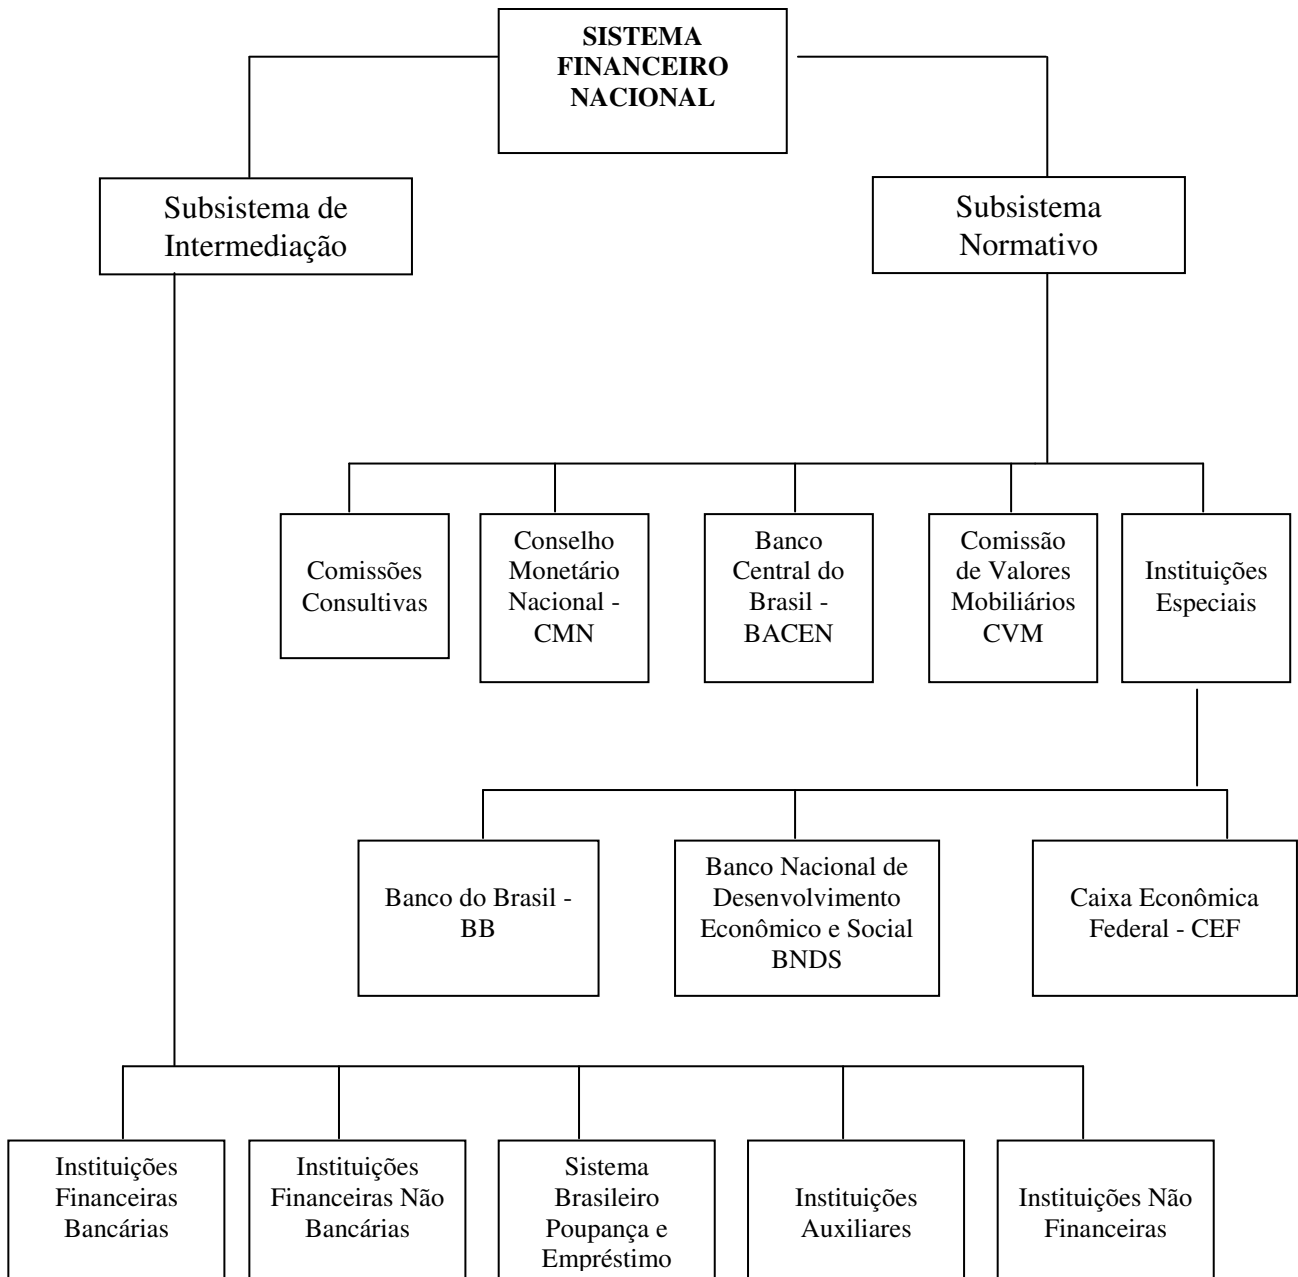 SISTEMA
FINANCEIRO
NACIONAL
Subsistema de
Intermediação
Subsistema
Normativo
Comissões
Consultivas
Conselho
Monetário
Nacional -
CMN
Banco
Central do
Brasil -
BACEN
Comissão
de Valores
Mobiliários
CVM
Instituições
Especiais
Banco do Brasil -
BB
Banco Nacional de
Desenvolvimento
Econômico e Social
BNDS
Caixa Econômica
Federal - CEF
Instituições
Financeiras
Bancárias
Instituições
Financeiras Não
Bancárias
Sistema
Brasileiro
Poupança e
Empréstimo
Instituições
Auxiliares
Instituições Não
Financeiras